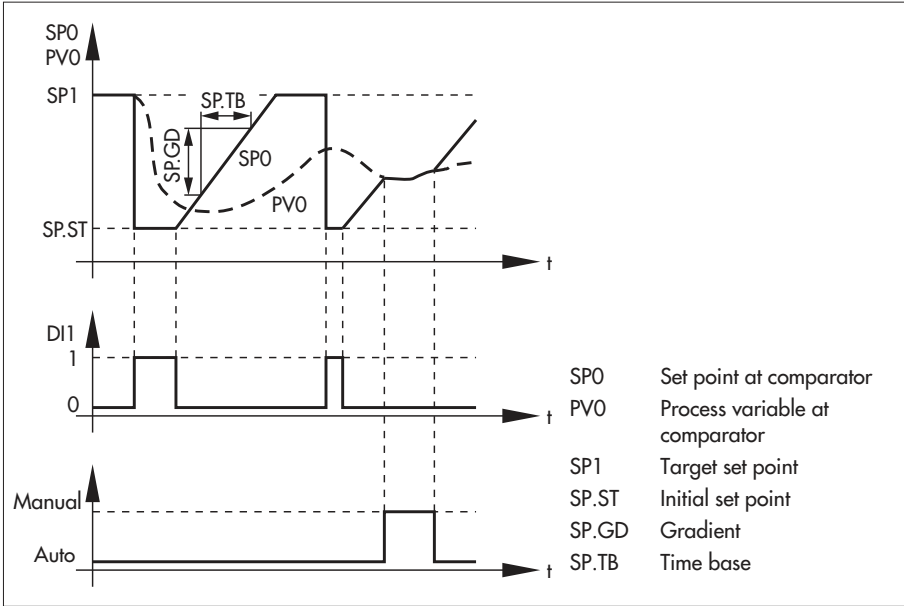 SP0
PV0
SP1
SP.TB
SP.GD
SP0
PV0
SP.ST
t
DI1
1
0
t
Manual
Auto
t
SP0 Set point at comparator
PV0 Process variable at
comparator
SP1 Target set point
SP.ST Initial set point
SP.GD Gradient
SP.TB Time base